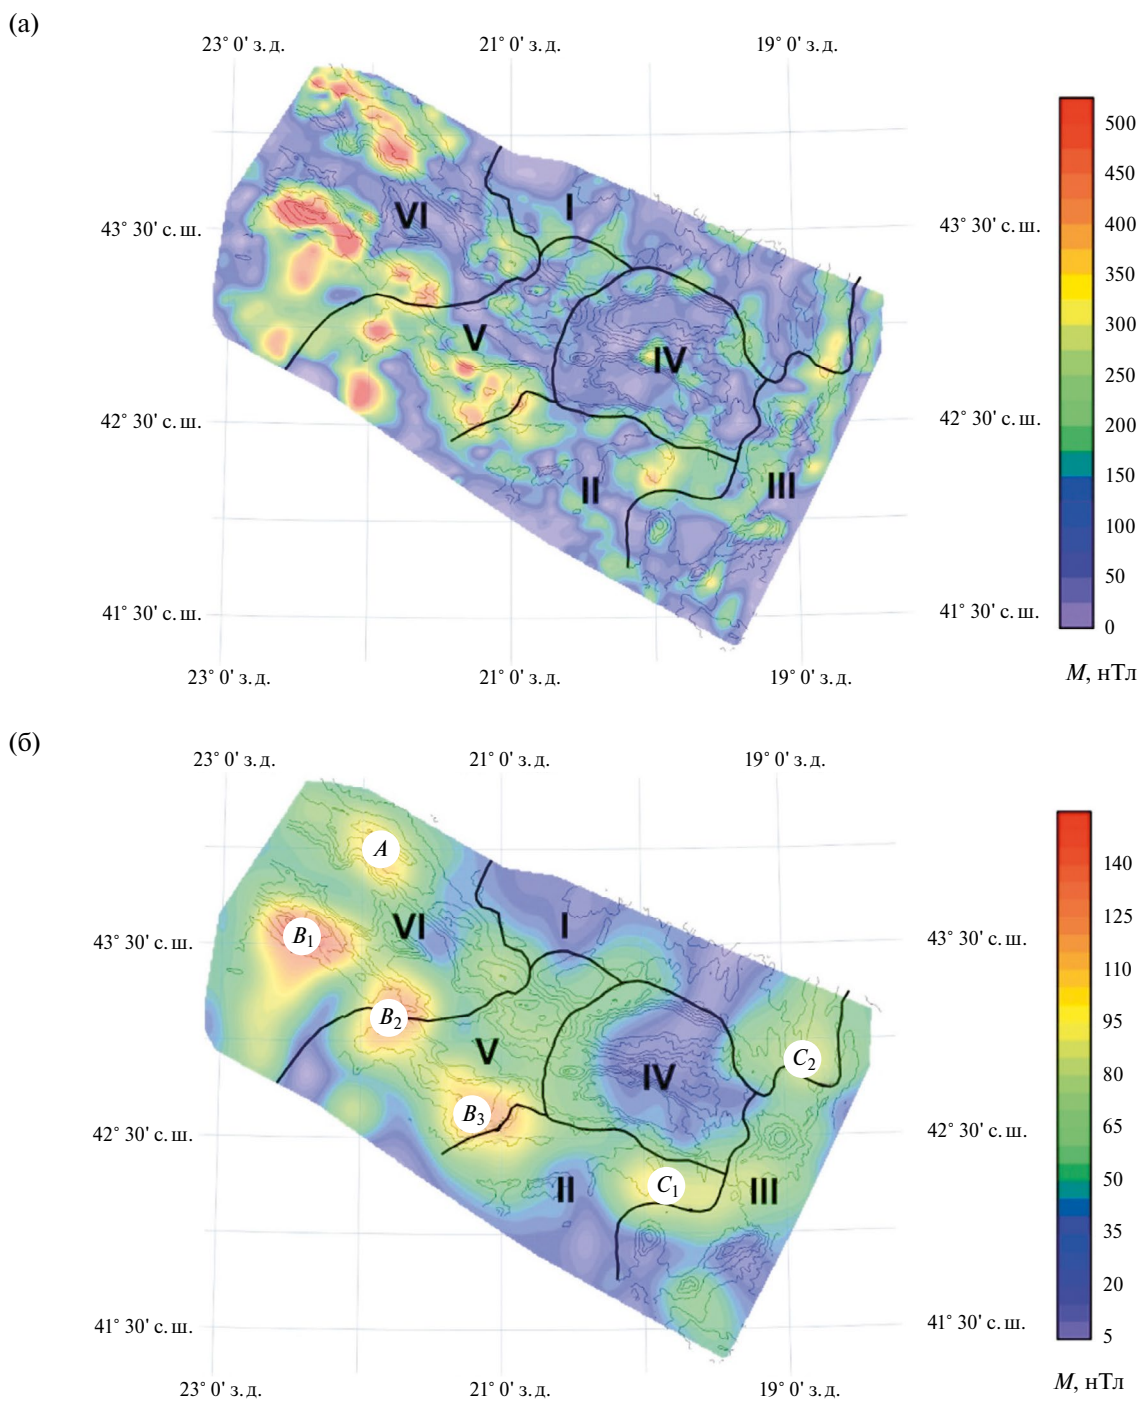 (а)
23° 0' з.д. 21° 0' з.д. 19° 0' з.д.
500
450
VI I
43° 30' с.ш. 43° 30' с.ш.
400
350
V IV
300
250
42° 30' с.ш. 42° 30' с.ш.
200
II III
150
100
50
41° 30' с.ш. 41° 30' с.ш.
0
23° 0' з.д. 21° 0' з.д. 19° 0' з.д.
M, нТл
(б)
23° 0' з.д. 21° 0' з.д. 19° 0' з.д.
A
140
125
B1 VI I
43° 30' с.ш. 43° 30' с.ш.
110
B2
95
V IV C2
80
B3
42° 30' с.ш. 42° 30' с.ш.
65
II C1 III
50
35
20
41° 30' с.ш. 41° 30' с.ш.
5
23° 0' з.д. 21° 0' з.д. 19° 0' з.д.
M, нТл